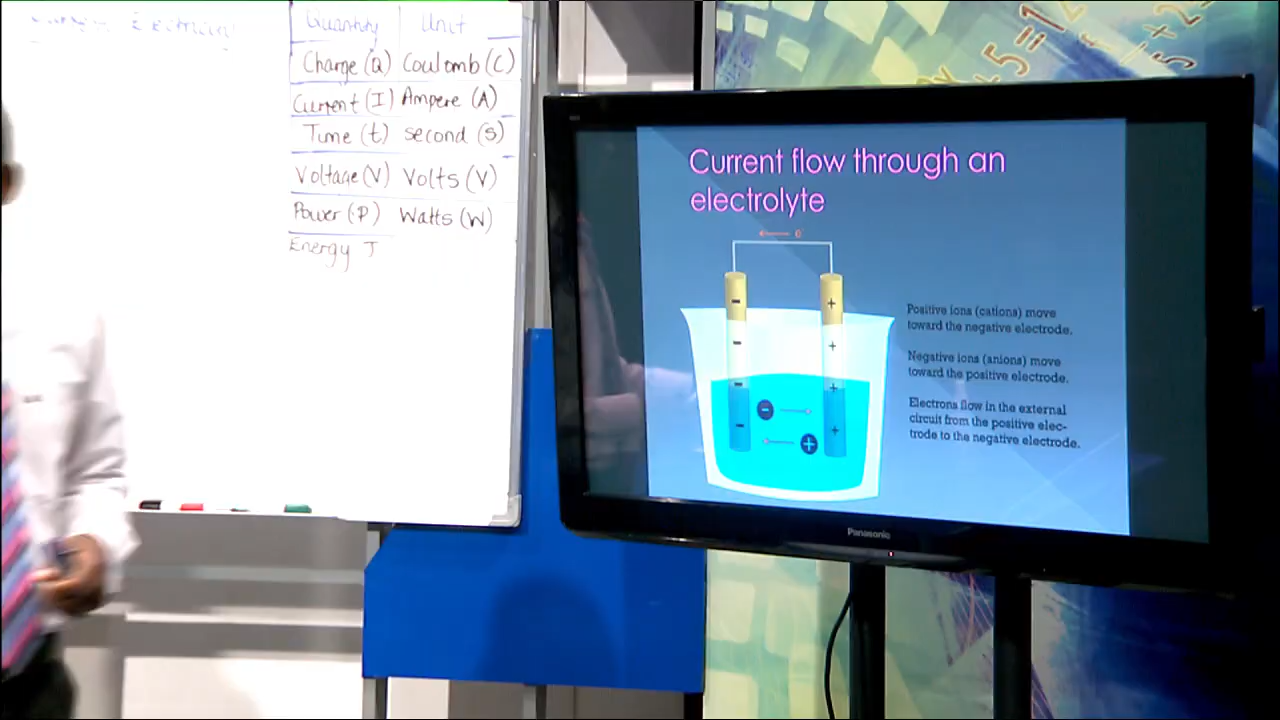 Electricity
Quantity Unit
Charge (Q) Coulomb (C)
Current (I) Ampere (A)
Time (t) second (s)
Voltage (V) Volts (V)
Power (P) Watts (W)
Energy J
Current flow through an
electrolyte
e
Positive ions (cations) move
toward the negative electrode.
Negative ions (anions) move
toward the positive electrode.
Electrons flow in the external
circuit from the positive elec-
trode to the negative electrode.
Panasonic